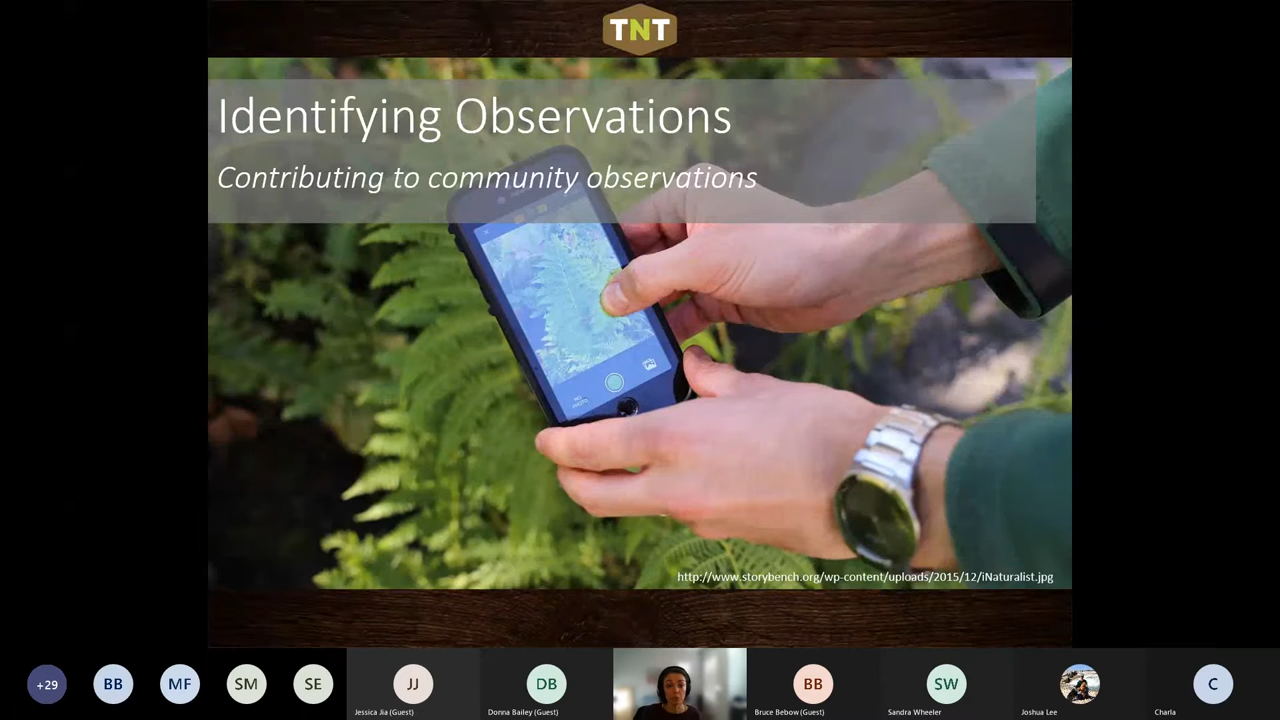 TNT
Identifying Observations
Contributing to community observations
http://www.storybench.org/wp-content/uploads/2015/12/iNaturalist.jpg
+29
BB
MF
SM
SE
JJ
Jessica Jia (Guest)
DB
Donna Bailey (Guest)
BB
Bruce Bebow (Guest)
SW
Sandra Wheeler
Joshua Lee
C
Charla